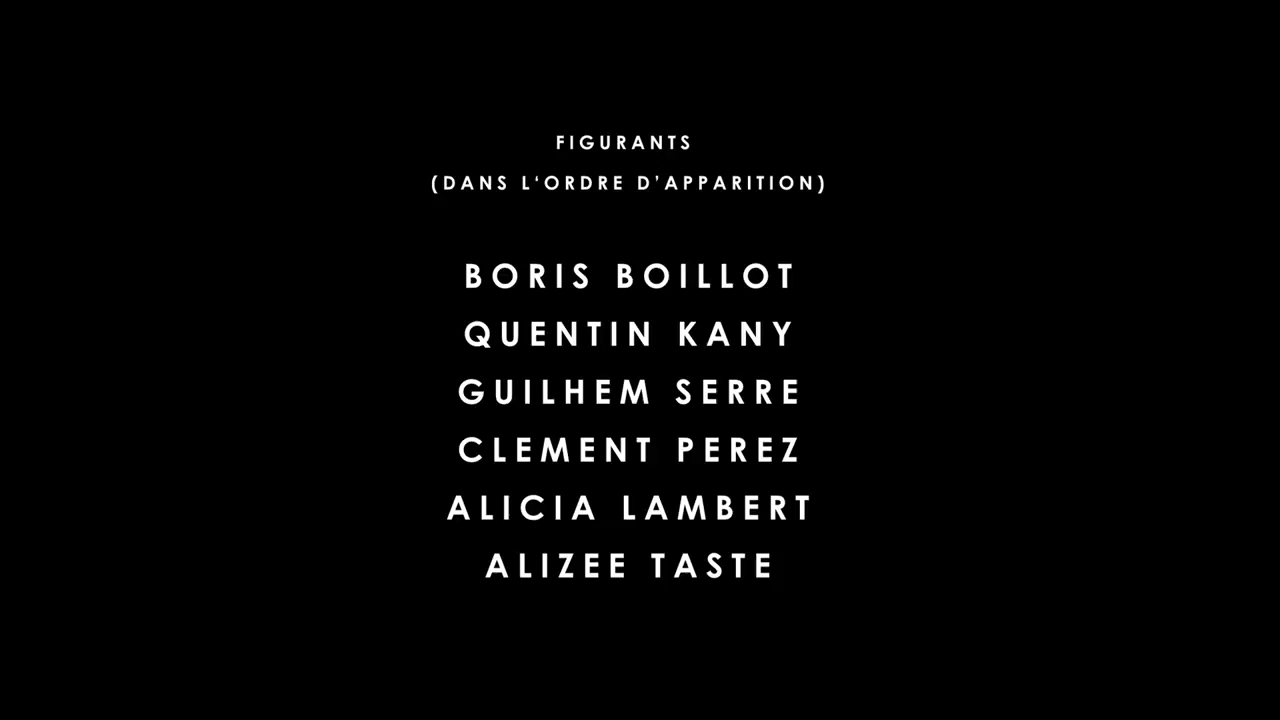 FIGURANTS
(DANS L‘ORDRE D’APPARITION)
BORIS BOILLOT
QUENTIN KANY
GUILHEM SERRE
CLEMENT PEREZ
ALICIA LAMBERT
ALIZEE TASTE